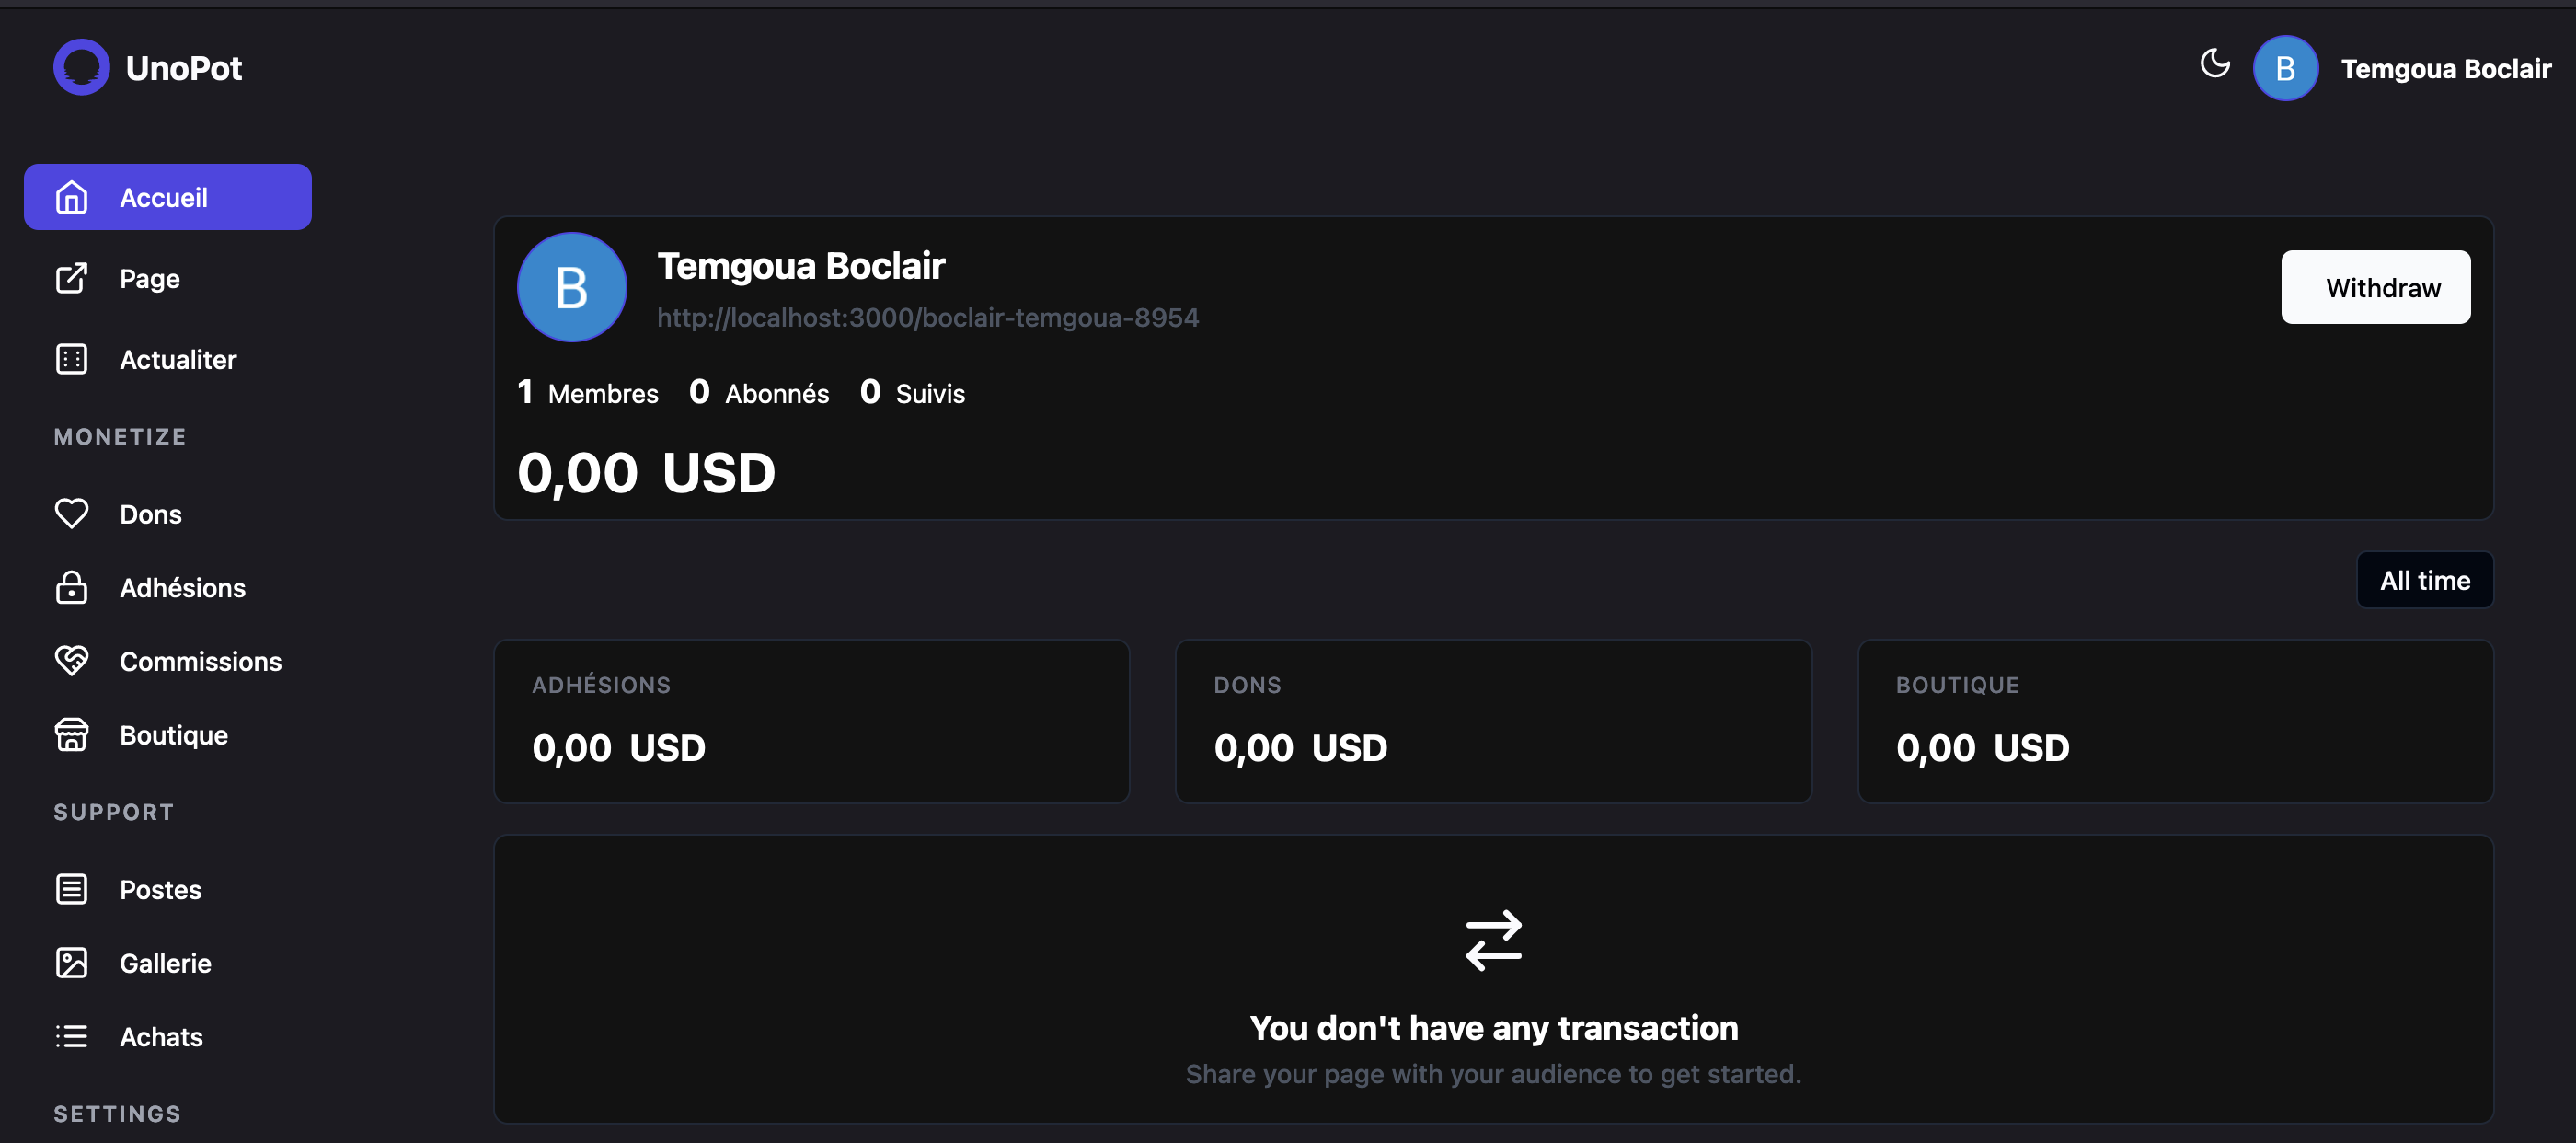 UnoPot
B Temgoua Boclair
Accueil
Page
Actualiter
MONETIZE
Dons
Adhésions
Commissions
Boutique
SUPPORT
Postes
Gallerie
Achats
SETTINGS
B
Temgoua Boclair
http://localhost:3000/boclair-temgoua-8954
Withdraw
1 Membres 0 Abonnés 0 Suivis
0,00 USD
All time
ADHÉSIONS
0,00 USD
DONS
0,00 USD
BOUTIQUE
0,00 USD
You don't have any transaction
Share your page with your audience to get started.